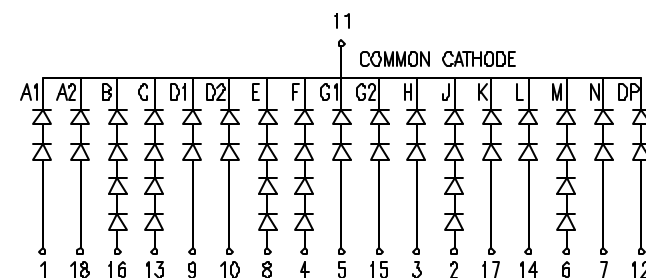 11
COMMON CATHODE
A1 A2 B C D1 D2 E F G1 G2 H J K L M N DP
1 18 16 13 9 10 8 4 5 15 3 2 17 14 6 7 12